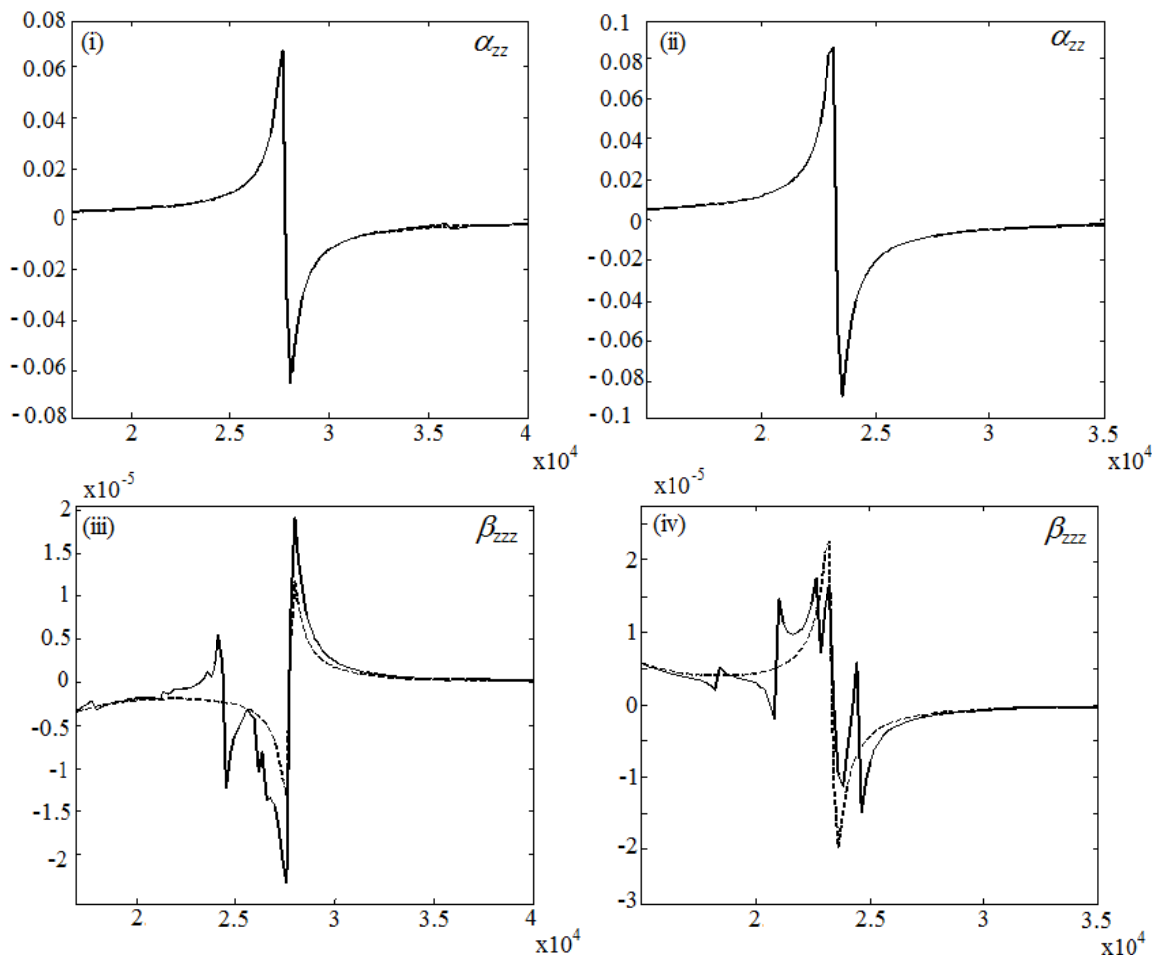 (i) α_zz
0.08
0.06
0.04
0.02
0
-0.02
-0.04
-0.06
-0.08
2 2.5 3 3.5 4
x10^4
(ii) α_zz
0.1
0.08
0.06
0.04
0.02
0
-0.02
-0.04
-0.06
-0.08
-0.1
2 2.5 3 3.5
x10^4
x10^-5
(iii) β_zzz
2
1.5
1
0.5
0
-0.5
-1
-1.5
-2
2 2.5 3 3.5 4
x10^4
x10^-5
(iv) β_zzz
2
1
0
-1
-2
-3
2 2.5 3 3.5
x10^4